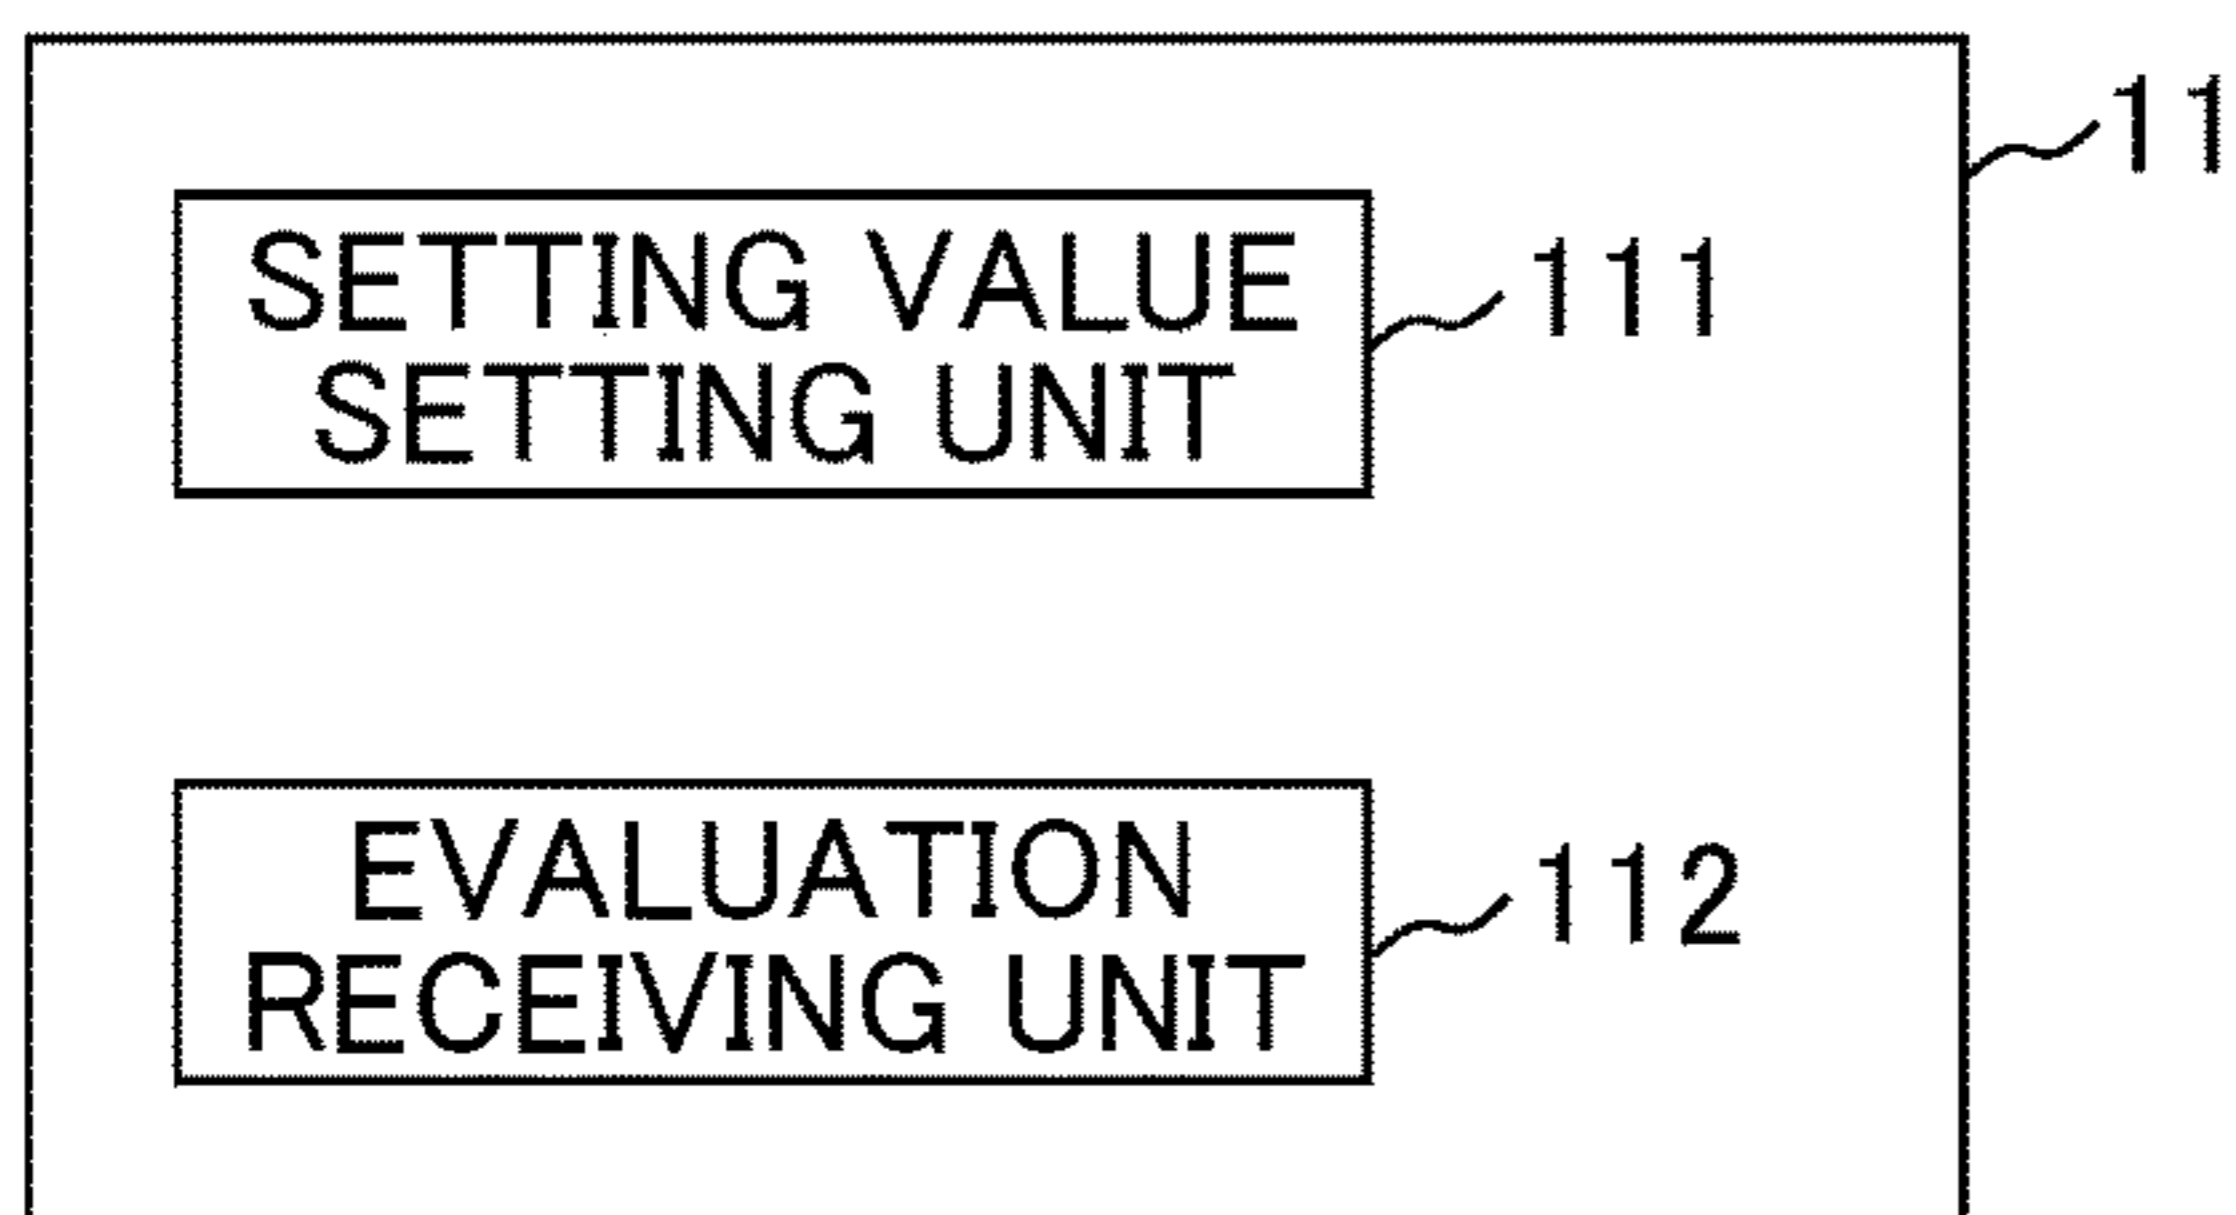 11
SETTING VALUE
SETTING UNIT
111
EVALUATION
RECEIVING UNIT
112